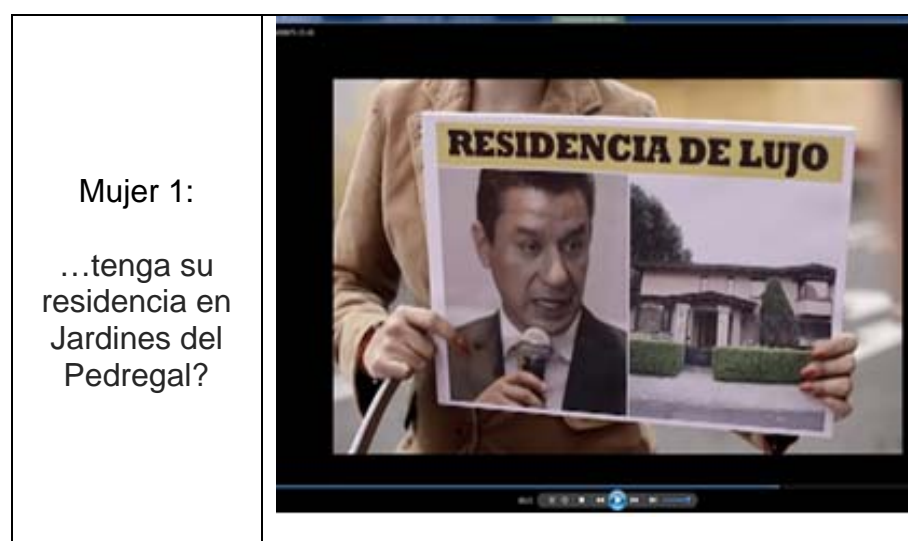 Mujer 1:
…tenga su
residencia en
Jardines del
Pedregal?
RESIDENCIA DE LUJO